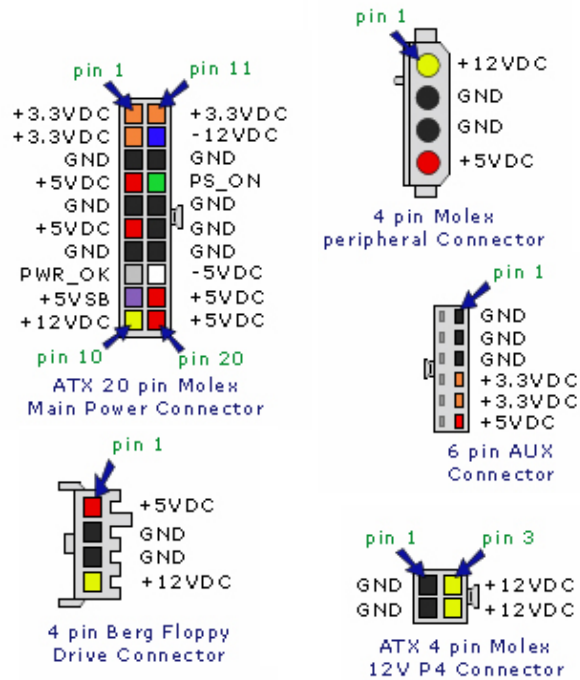 pin 1 pin 11
+3.3VDC +3.3VDC
+3.3VDC -12VDC
GND GND
+5VDC PS_ON
GND GND
+5VDC GND
GND GND
PWR_OK -5VDC
+5VSB +5VDC
+12VDC +5VDC
pin 10 pin 20
ATX 20 pin Molex
Main Power Connector
pin 1
+12VDC
GND
GND
+5VDC
4 pin Molex
peripheral Connector
pin 1
GND
GND
GND
+3.3VDC
+3.3VDC
+5VDC
6 pin AUX
Connector
pin 1
+5VDC
GND
GND
+12VDC
4 pin Berg Floppy
Drive Connector
pin 1 pin 3
GND +12VDC
GND +12VDC
ATX 4 pin Molex
12V P4 Connector